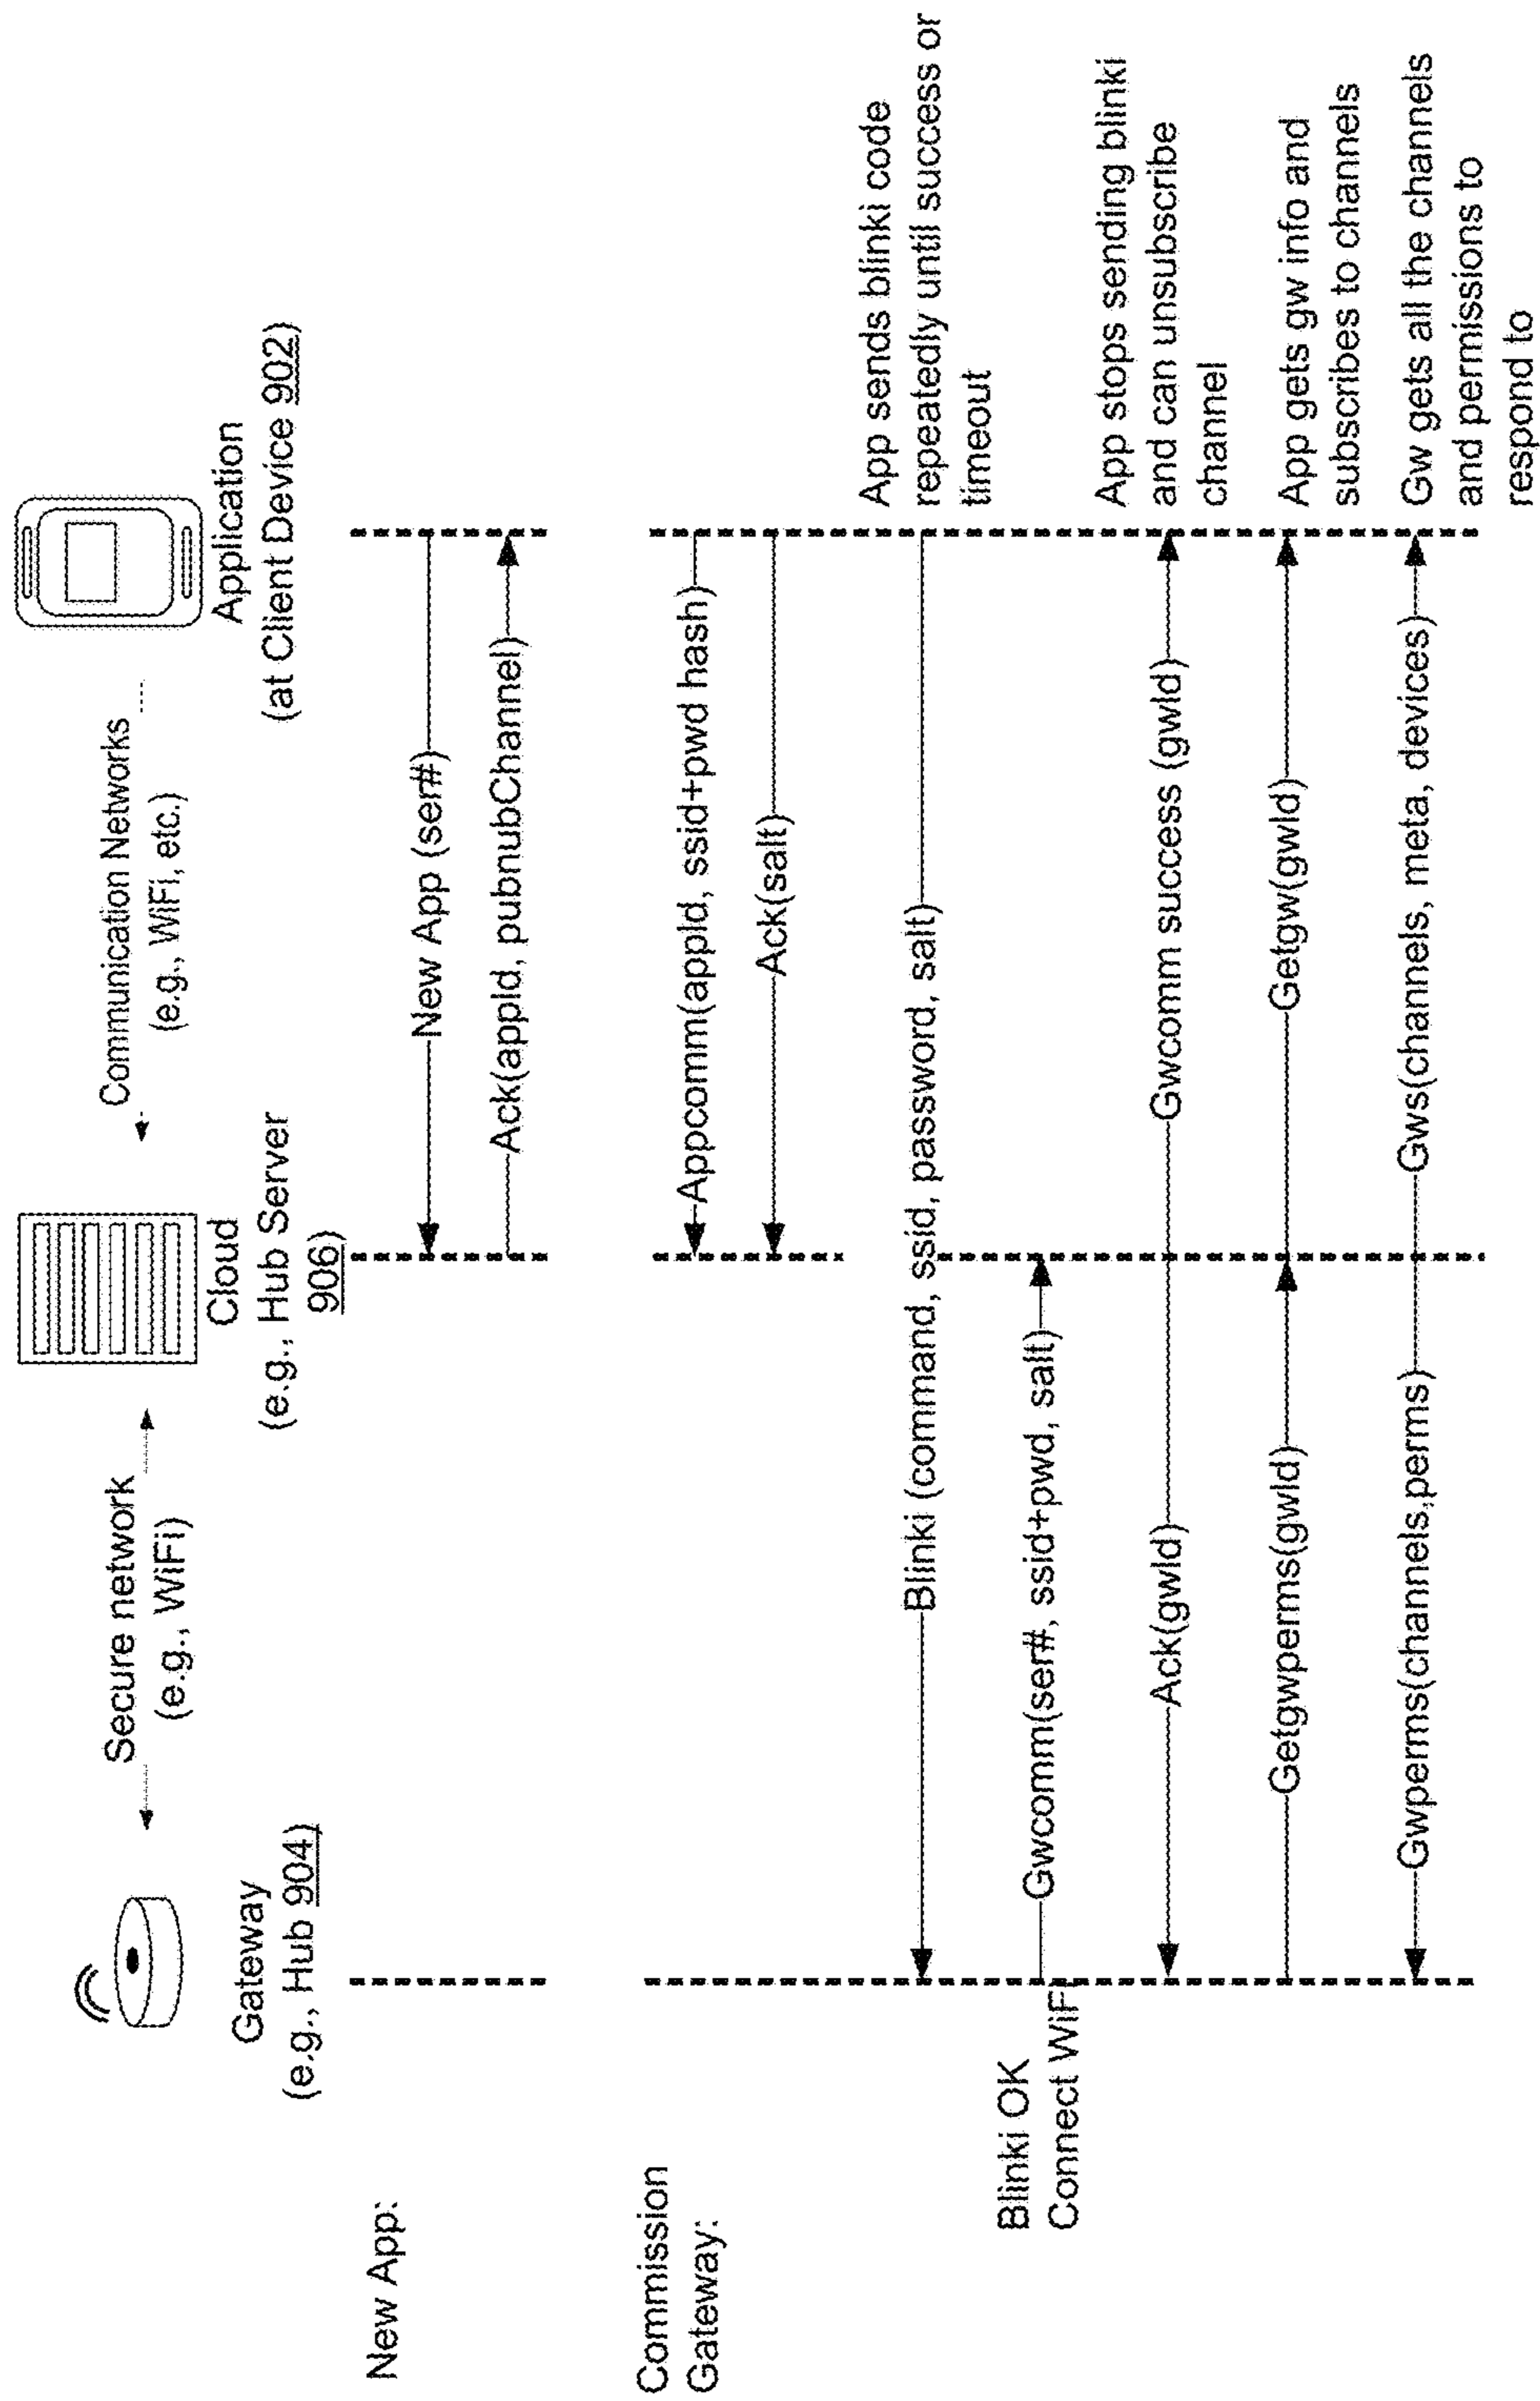 Secure network
(e.g., WiFi)
Communication Networks
(e.g., WiFi, etc.)
Gateway
(e.g., Hub 904)
Cloud
(e.g., Hub Server
906)
Application
(at Client Device 902)
New App:
New App (ser#)
Ack(appId, pubnubChannel)
Commission
Gateway:
Appcomm(appId, ssid+pwd hash)
Ack(salt)
Blinki (command, ssid, password, salt)
App sends blinki code
repeatedly until success or
timeout
Blinki OK
Connect WiFi
Gwcomm(ser#, ssid+pwd, salt)
Ack(gwId)
Gwcomm success (gwId)
App stops sending blinki
and can unsubscribe
channel
Getgwperms(gwId)
Getgw(gwId)
App gets gw info and
subscribes to channels
Gwperms(channels,perms)
Gws(channels, meta, devices)
Gw gets all the channels
and permissions to
respond to